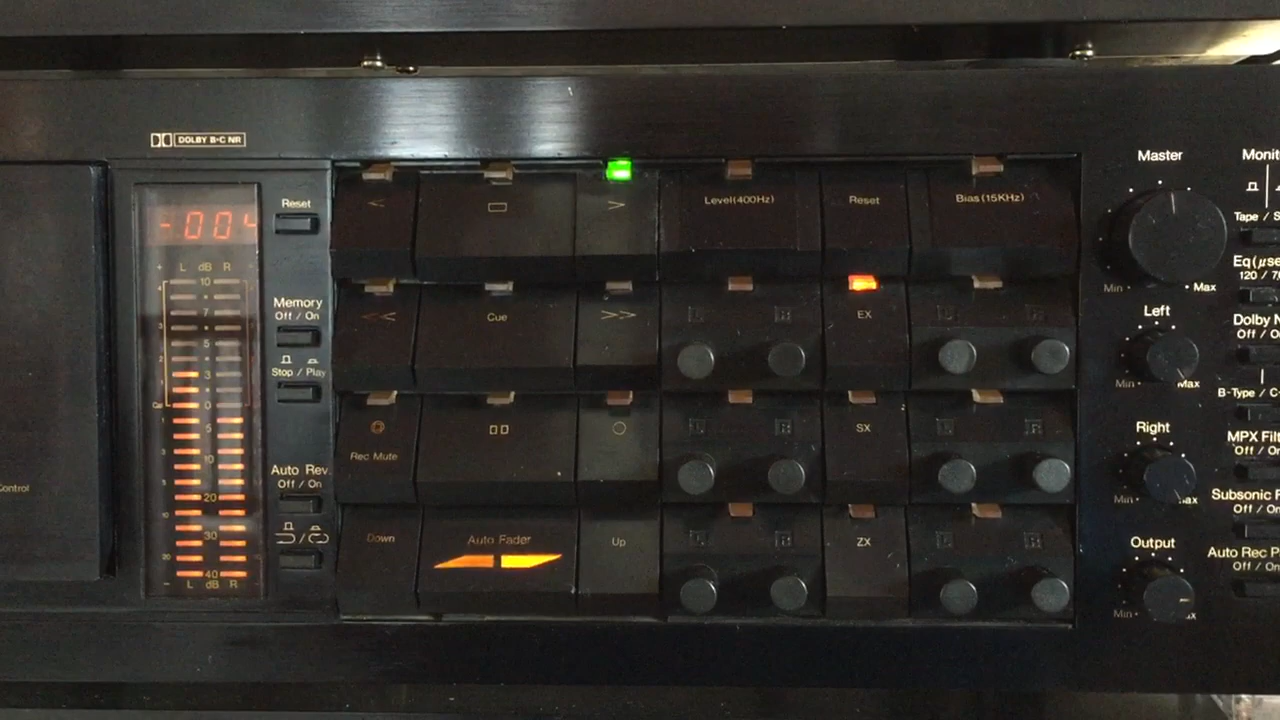 DOLBY B·C NR
Reset
-004
+ L dB R -
10
7
5
3
0
5
10
20
30
40
L dB R
Memory
Off / On
Stop / Play
Auto Rev.
Off / On
Control
< ▭ > Level(400Hz) Reset Bias(15KHz)
<< Cue >> L R EX L R
Rec Mute
L R SX L R
Down Auto Fader Up L R ZX L R
Master
Min Max
Left
Min Max
Right
Min
Output
Min
Monit
Tape / S
Eq(μse
120 / 7
Dolby N
Off / On
B-Type / C-
MPX Filt
Off / On
Subsonic F
Off / On
Auto Rec P
Off / On